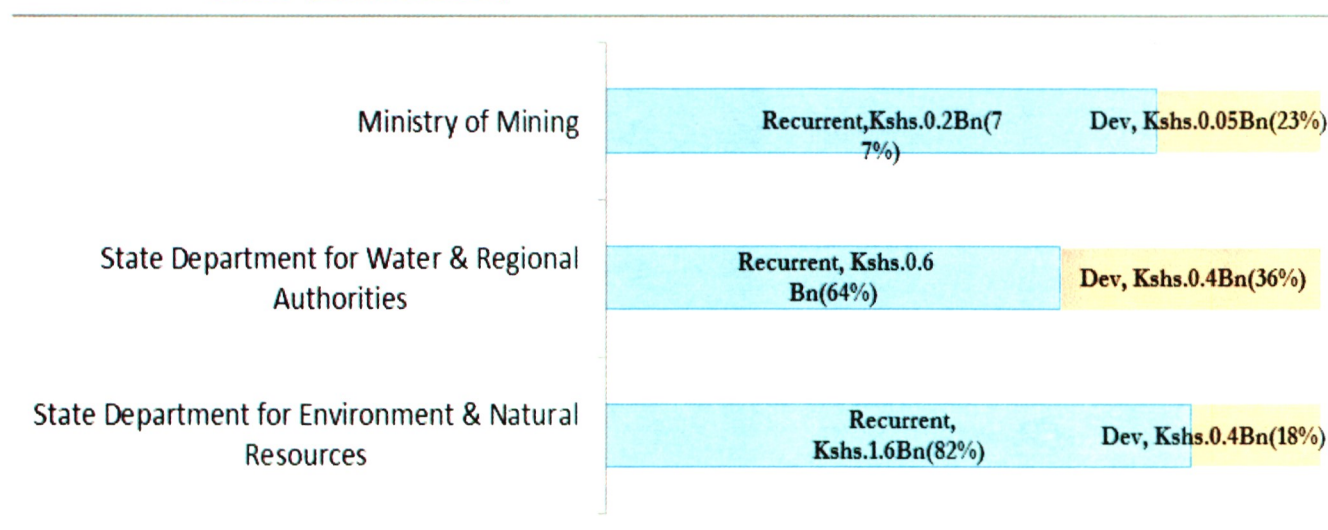 Ministry of Mining
Recurrent,Kshs.0.2Bn(7
7%)
Dev, Kshs.0.05Bn(23%)
State Department for Water & Regional
Authorities
Recurrent, Kshs.0.6
Bn(64%)
Dev, Kshs.0.4Bn(36%)
State Department for Environment & Natural
Resources
Recurrent,
Kshs.1.6Bn(82%)
Dev, Kshs.0.4Bn(18%)